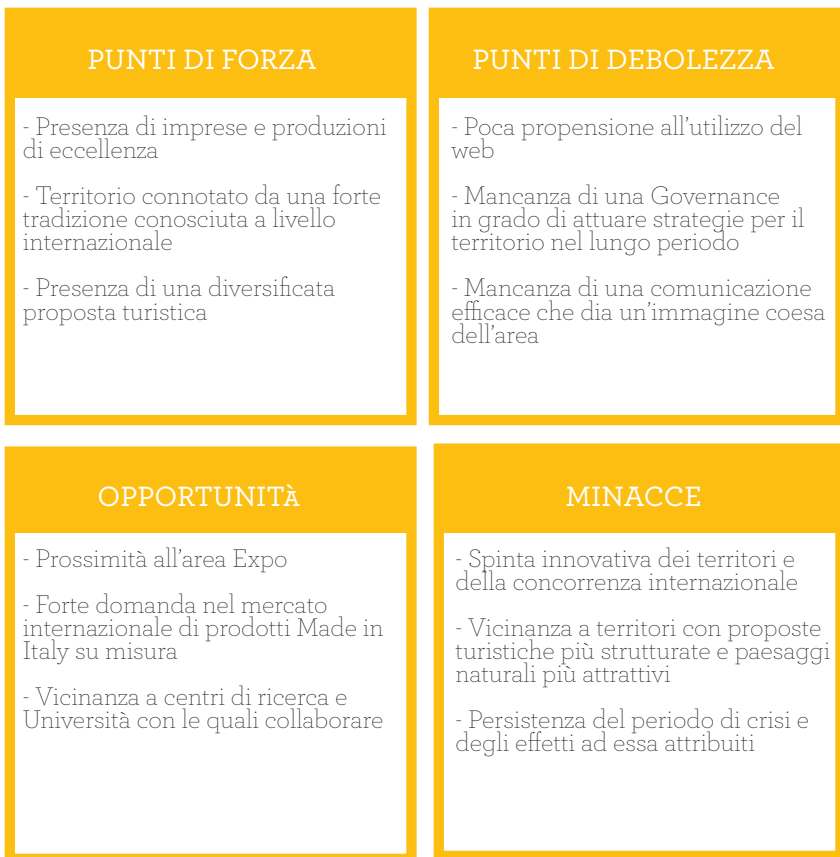 PUNTI DI FORZA
- Presenza di imprese e produzioni
di eccellenza
- Territorio connotato da una forte
tradizione conosciuta a livello
internazionale
- Presenza di una diversificata
proposta turistica
PUNTI DI DEBOLEZZA
- Poca propensione all'utilizzo del
web
- Mancanza di una Governance
in grado di attuare strategie per il
territorio nel lungo periodo
- Mancanza di una comunicazione
efficace che dia un'immagine coesa
dell'area
OPPORTUNITà
- Prossimità all'area Expo
- Forte domanda nel mercato
internazionale di prodotti Made in
Italy su misura
- Vicinanza a centri di ricerca e
Università con le quali collaborare
MINACCE
- Spinta innovativa dei territori e
della concorrenza internazionale
- Vicinanza a territori con proposte
turistiche più strutturate e paesaggi
naturali più attrattivi
- Persistenza del periodo di crisi e
degli effetti ad essa attribuiti